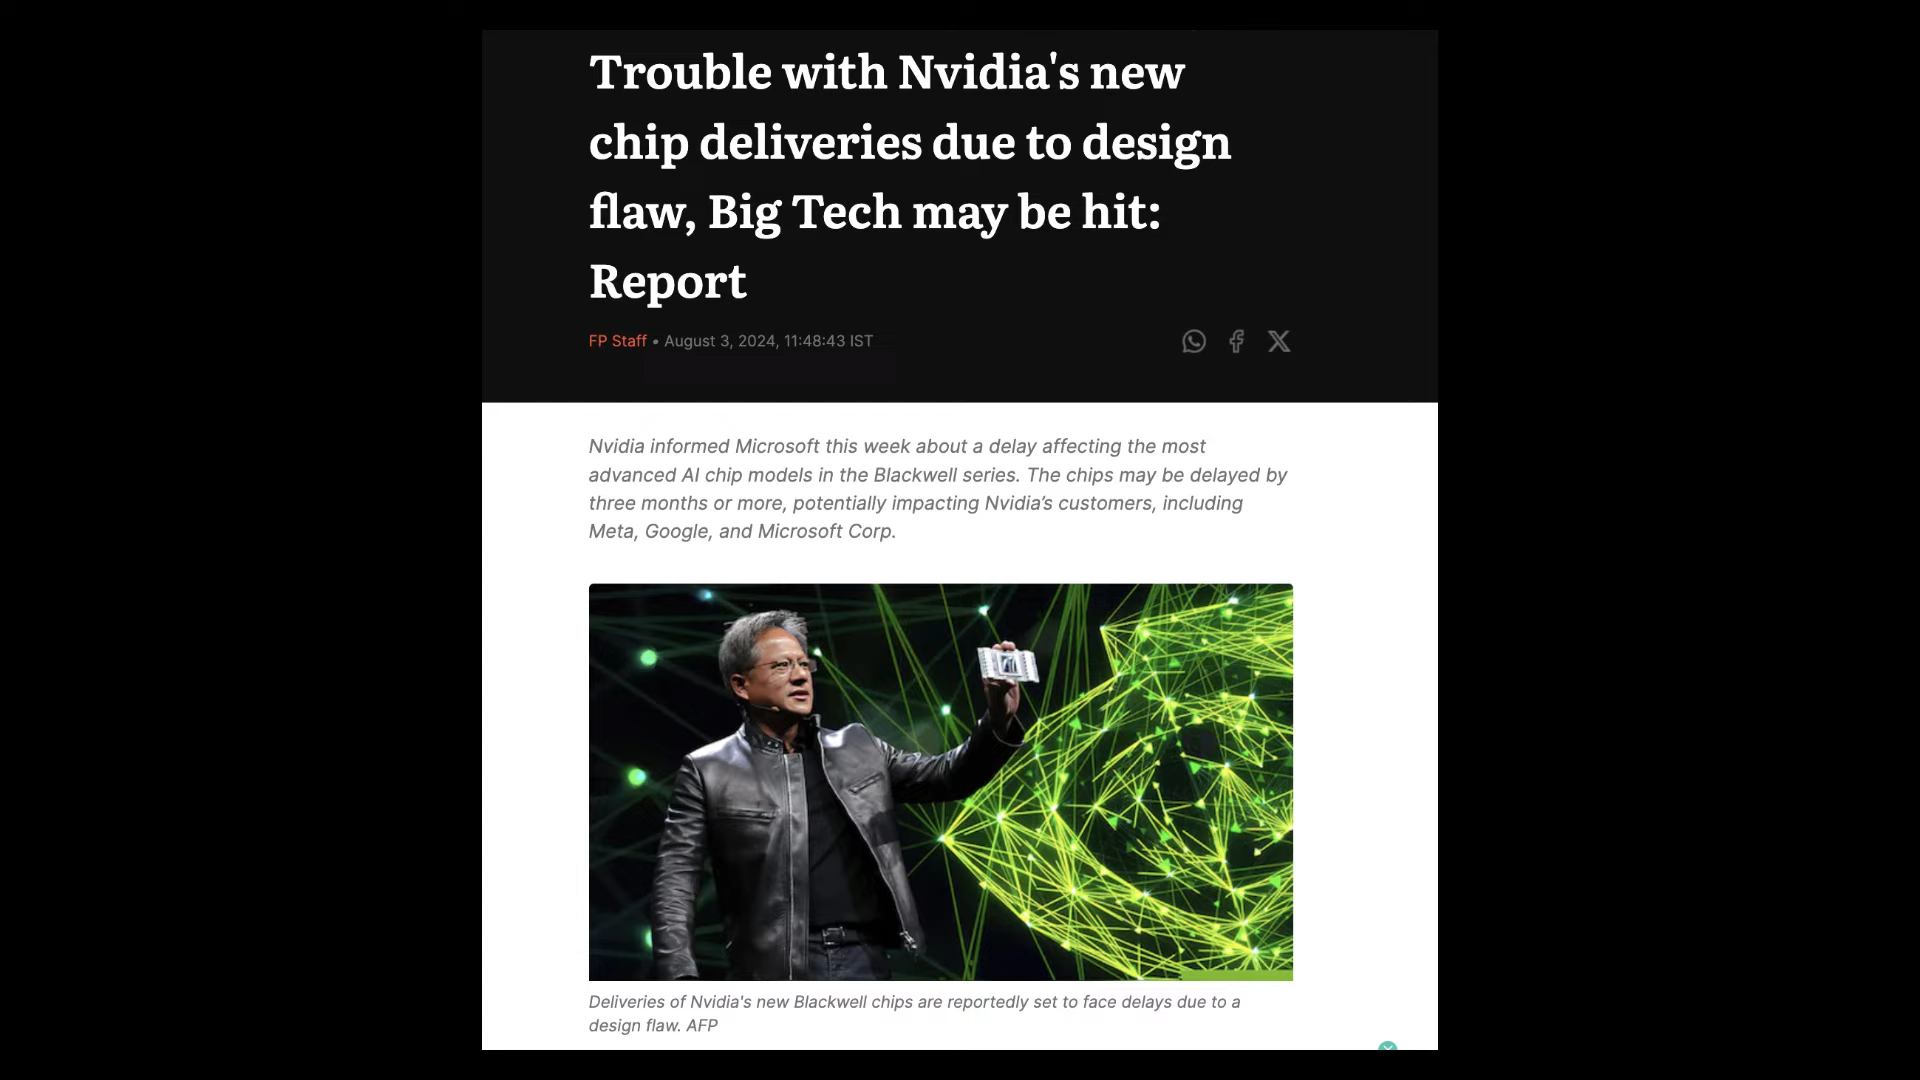 Trouble with Nvidia's new
chip deliveries due to design
flaw, Big Tech may be hit:
Report
FP Staff • August 3, 2024, 11:48:43 IST
Nvidia informed Microsoft this week about a delay affecting the most
advanced AI chip models in the Blackwell series. The chips may be delayed by
three months or more, potentially impacting Nvidia’s customers, including
Meta, Google, and Microsoft Corp.
Deliveries of Nvidia's new Blackwell chips are reportedly set to face delays due to a
design flaw. AFP